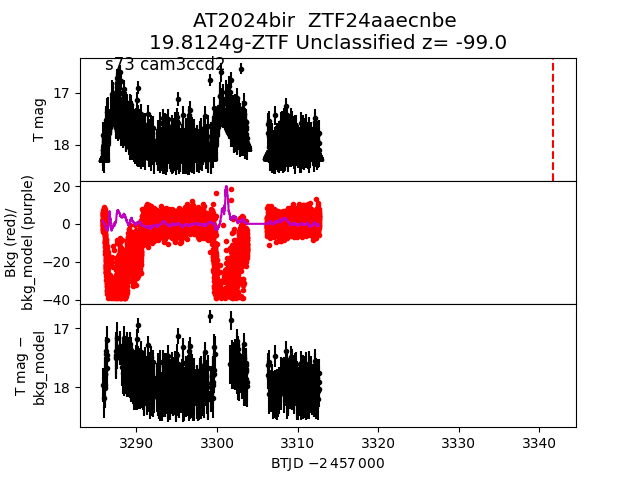 AT2024bir  ZTF24aaecnbe
19.8124g-ZTF Unclassified z= -99.0
s73 cam3ccd2
17
18
T mag
20
0
−20
−40
Bkg (red)/
bkg_model (purple)
17
18
T mag −
bkg_model
3290
3300
3310
3320
3330
3340
BTJD −2 457 000